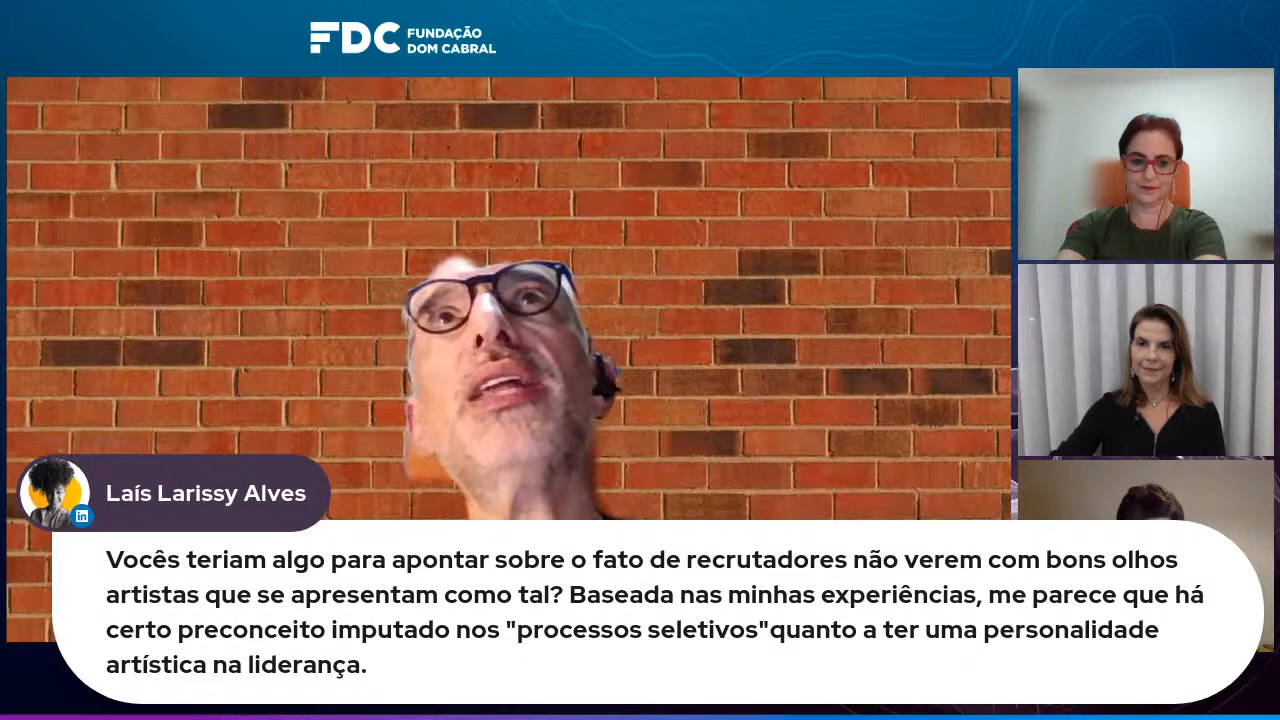 FDC FUNDAÇÃO
DOM CABRAL
Laís Larissy Alves
in
Vocês teriam algo para apontar sobre o fato de recrutadores não verem com bons olhos
artistas que se apresentam como tal? Baseada nas minhas experiências, me parece que há
certo preconceito imputado nos "processos seletivos"quanto a ter uma personalidade
artística na liderança.